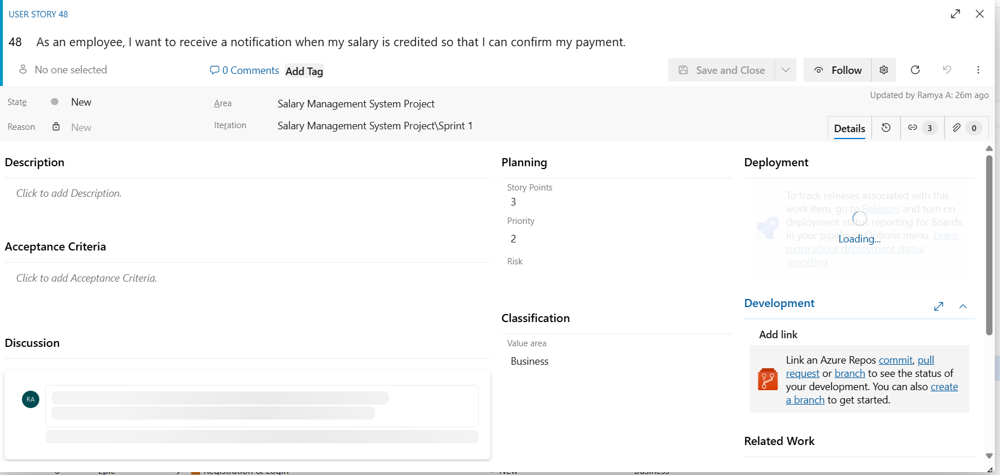 USER STORY 48
48 As an employee, I want to receive a notification when my salary is credited so that I can confirm my payment.
No one selected
0 Comments
Add Tag
Save and Close
Follow
State
New
Area
Salary Management System Project
Updated by Ramya A: 26m ago
Reason
New
Iteration
Salary Management System Project\Sprint 1
Details
3
0
Description
Click to add Description.
Acceptance Criteria
Click to add Acceptance Criteria.
Discussion
RA
Planning
Story Points
3
Priority
2
Risk
Classification
Value area
Business
Deployment
To track releases associated with this
work item, go to Releases and turn on
deployment status reporting for Boards
in your pipeline's Options menu. Learn
more about deployment status
reporting
Loading...
Development
Add link
Link an Azure Repos commit, pull
request or branch to see the status of
your development. You can also create
a branch to get started.
Related Work
Epic
Registration & Login
New
Business